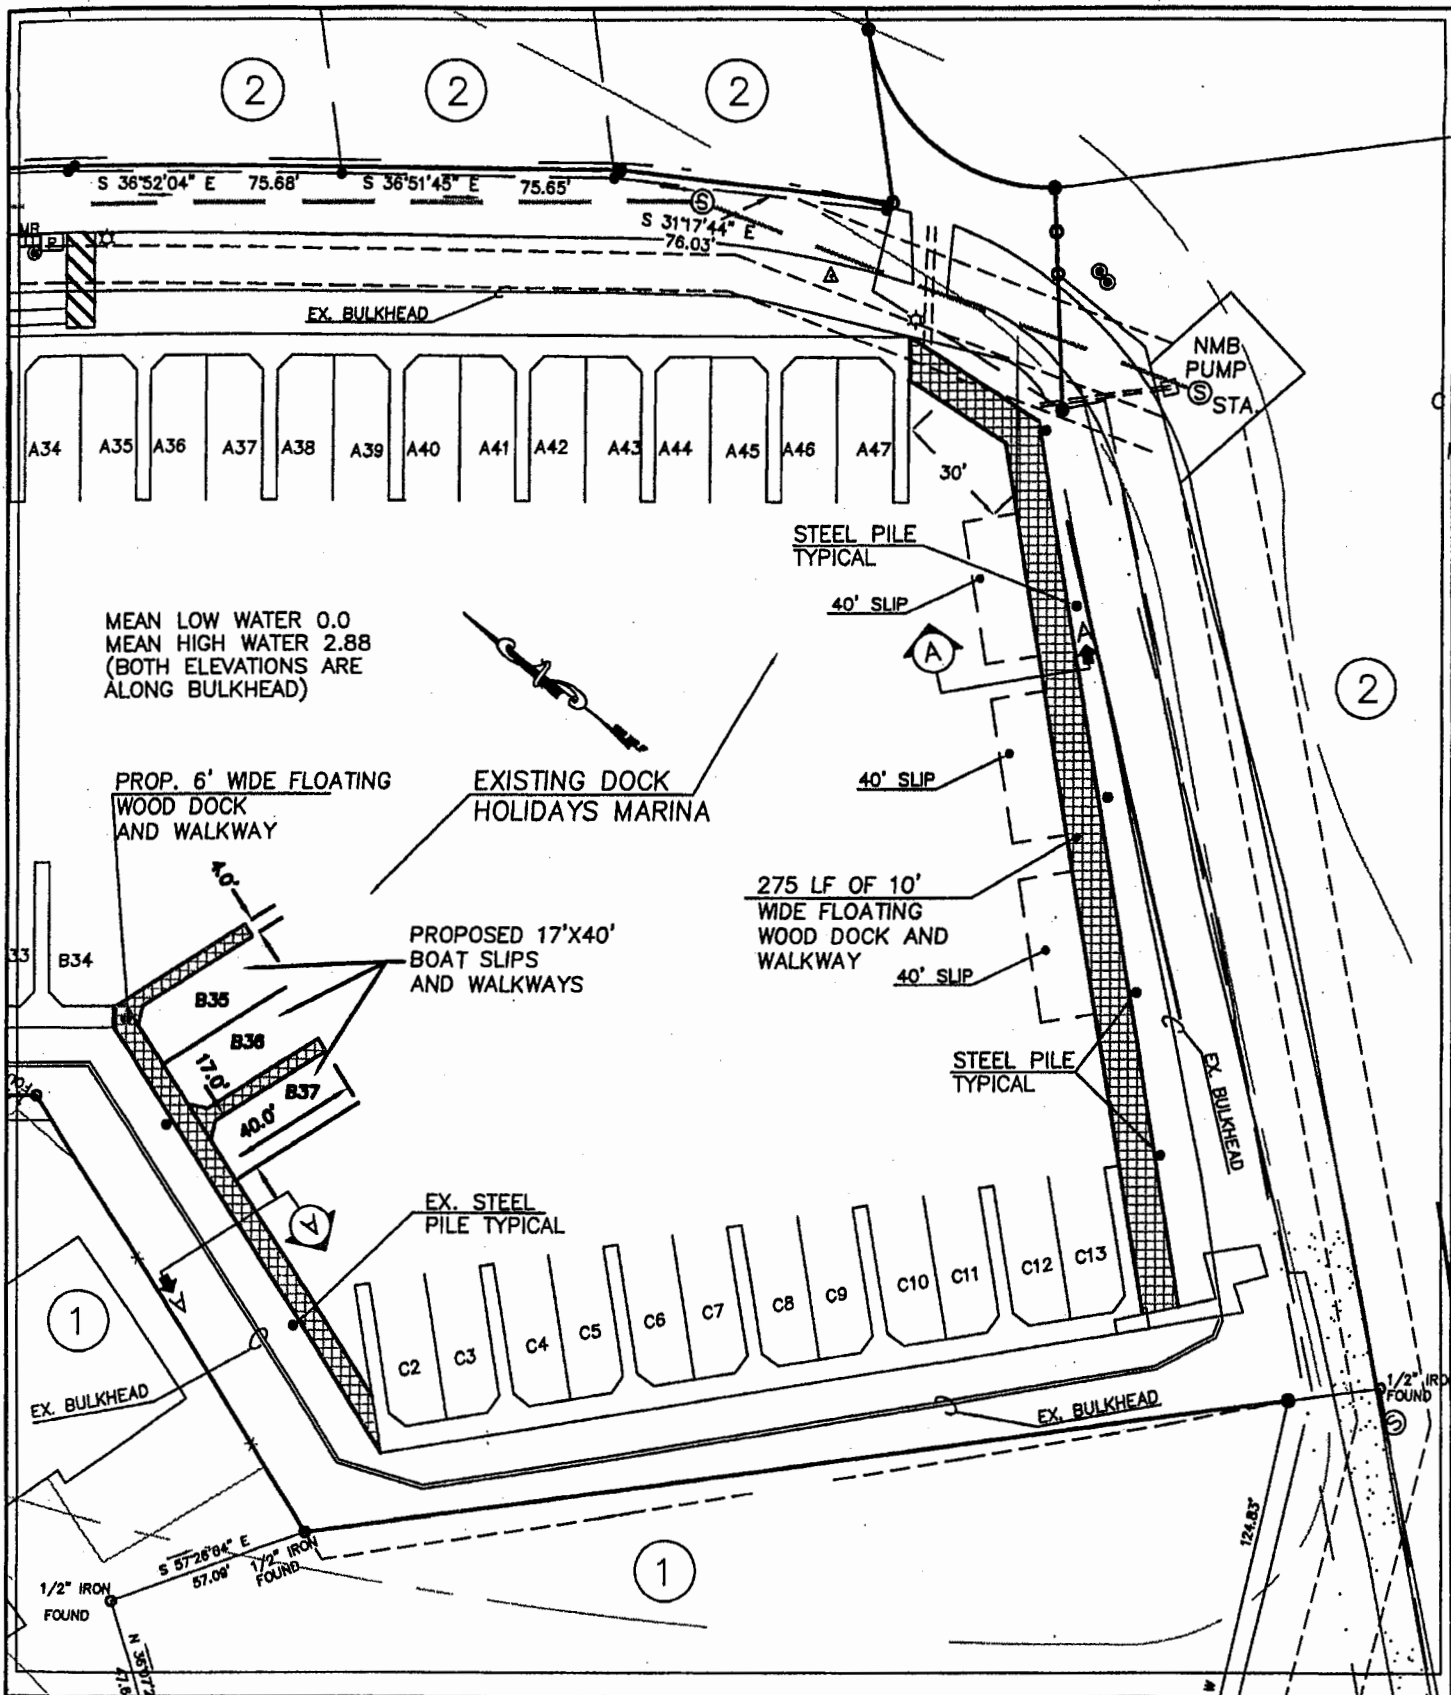 2
2
2
S 36°52'04" E 75.68' S 36°51'45" E 75.65'
S
S 31°17'44" E
76.03'
EX. BULKHEAD
NMB
PUMP
S
STA.
A34 A35 A36 A37 A38 A39 A40 A41 A42 A43 A44 A45 A46 A47
30'
STEEL PILE
TYPICAL
40' SLIP
A
A
MEAN LOW WATER 0.0
MEAN HIGH WATER 2.88
(BOTH ELEVATIONS ARE
ALONG BULKHEAD)
2
PROP. 6' WIDE FLOATING
WOOD DOCK
AND WALKWAY
EXISTING DOCK
HOLIDAYS MARINA
40' SLIP
4.0'
275 LF OF 10'
WIDE FLOATING
WOOD DOCK AND
WALKWAY
PROPOSED 17'X40'
BOAT SLIPS
AND WALKWAYS
33 B34
40' SLIP
B35
B36
17.0'
B37
40.0'
STEEL PILE
TYPICAL
EX. BULKHEAD
A
EX. STEEL
PILE TYPICAL
A
1
C2 C3 C4 C5 C6 C7 C8 C9 C10 C11 C12 C13
EX. BULKHEAD
EX. BULKHEAD
1/2" IRO
FOUND
S
124.83'
S 57°26'04" E
57.09'
1/2" IRON
FOUND
1
1/2" IRON
FOUND
W